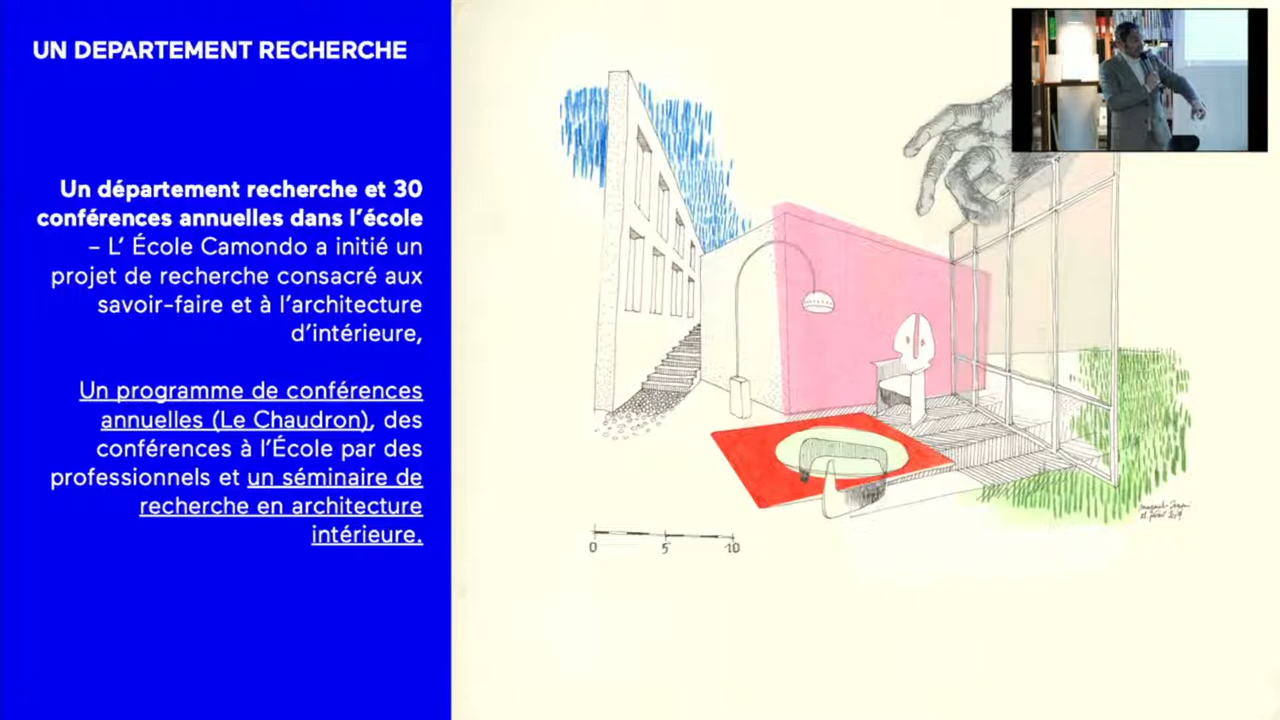 UN DEPARTEMENT RECHERCHE
Un département recherche et 30
conférences annuelles dans l'école
– L' École Camondo a initié un
projet de recherche consacré aux
savoir-faire et à l'architecture
d'intérieure,
Un programme de conférences
annuelles (Le Chaudron), des
conférences à l'École par des
professionnels et un séminaire de
recherche en architecture
intérieure.
0 5 10